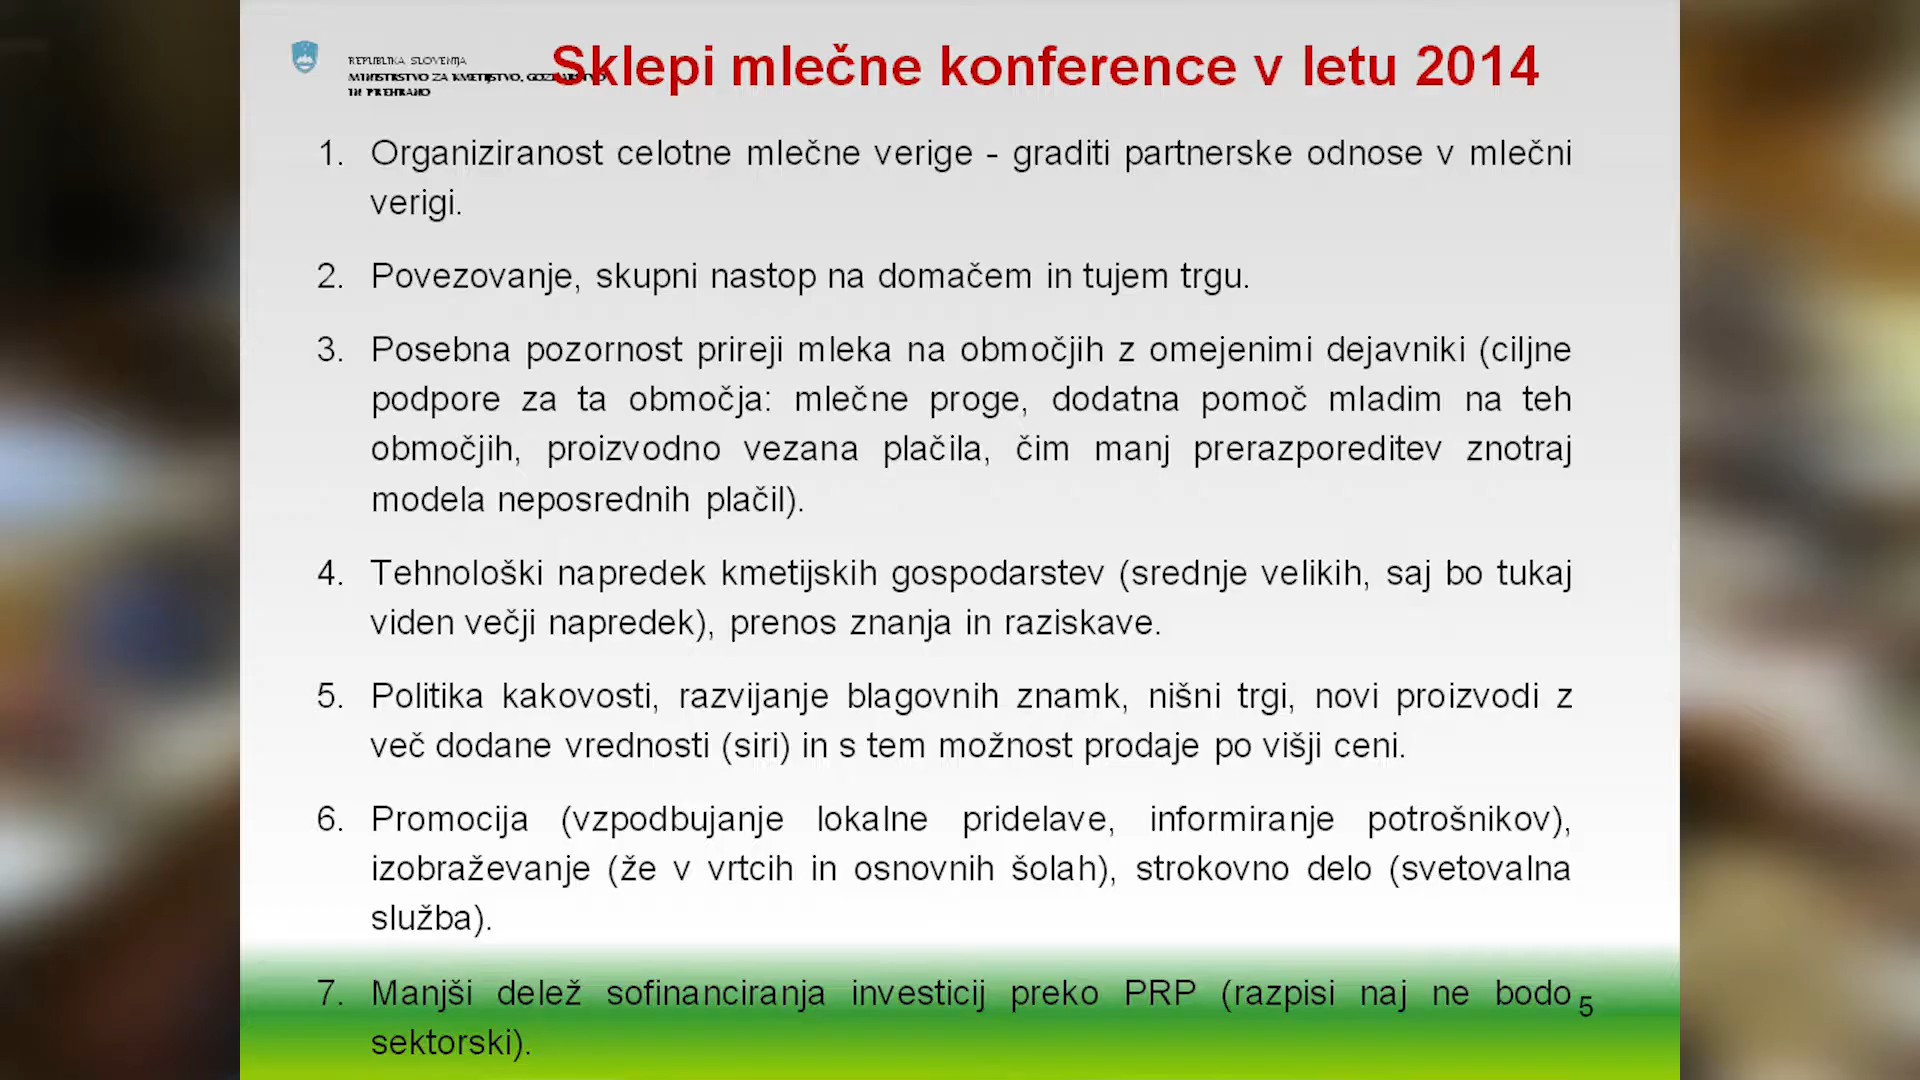 REPUBLIKA SLOVENIJA
MINISTRSTVO ZA KMETIJSTVO, GOZDARSTVO
IN PREHRANO
Sklepi mlečne konference v letu 2014
1. Organiziranost celotne mlečne verige - graditi partnerske odnose v mlečni
verigi.
2. Povezovanje, skupni nastop na domačem in tujem trgu.
3. Posebna pozornost prireji mleka na območjih z omejenimi dejavniki (ciljne
podpore za ta območja: mlečne proge, dodatna pomoč mladim na teh
območjih, proizvodno vezana plačila, čim manj prerazporeditev znotraj
modela neposrednih plačil).
4. Tehnološki napredek kmetijskih gospodarstev (srednje velikih, saj bo tukaj
viden večji napredek), prenos znanja in raziskave.
5. Politika kakovosti, razvijanje blagovnih znamk, nišni trgi, novi proizvodi z
več dodane vrednosti (siri) in s tem možnost prodaje po višji ceni.
6. Promocija (vzpodbujanje lokalne pridelave, informiranje potrošnikov),
izobraževanje (že v vrtcih in osnovnih šolah), strokovno delo (svetovalna
služba).
7. Manjši delež sofinanciranja investicij preko PRP (razpisi naj ne bodo
sektorski).
5